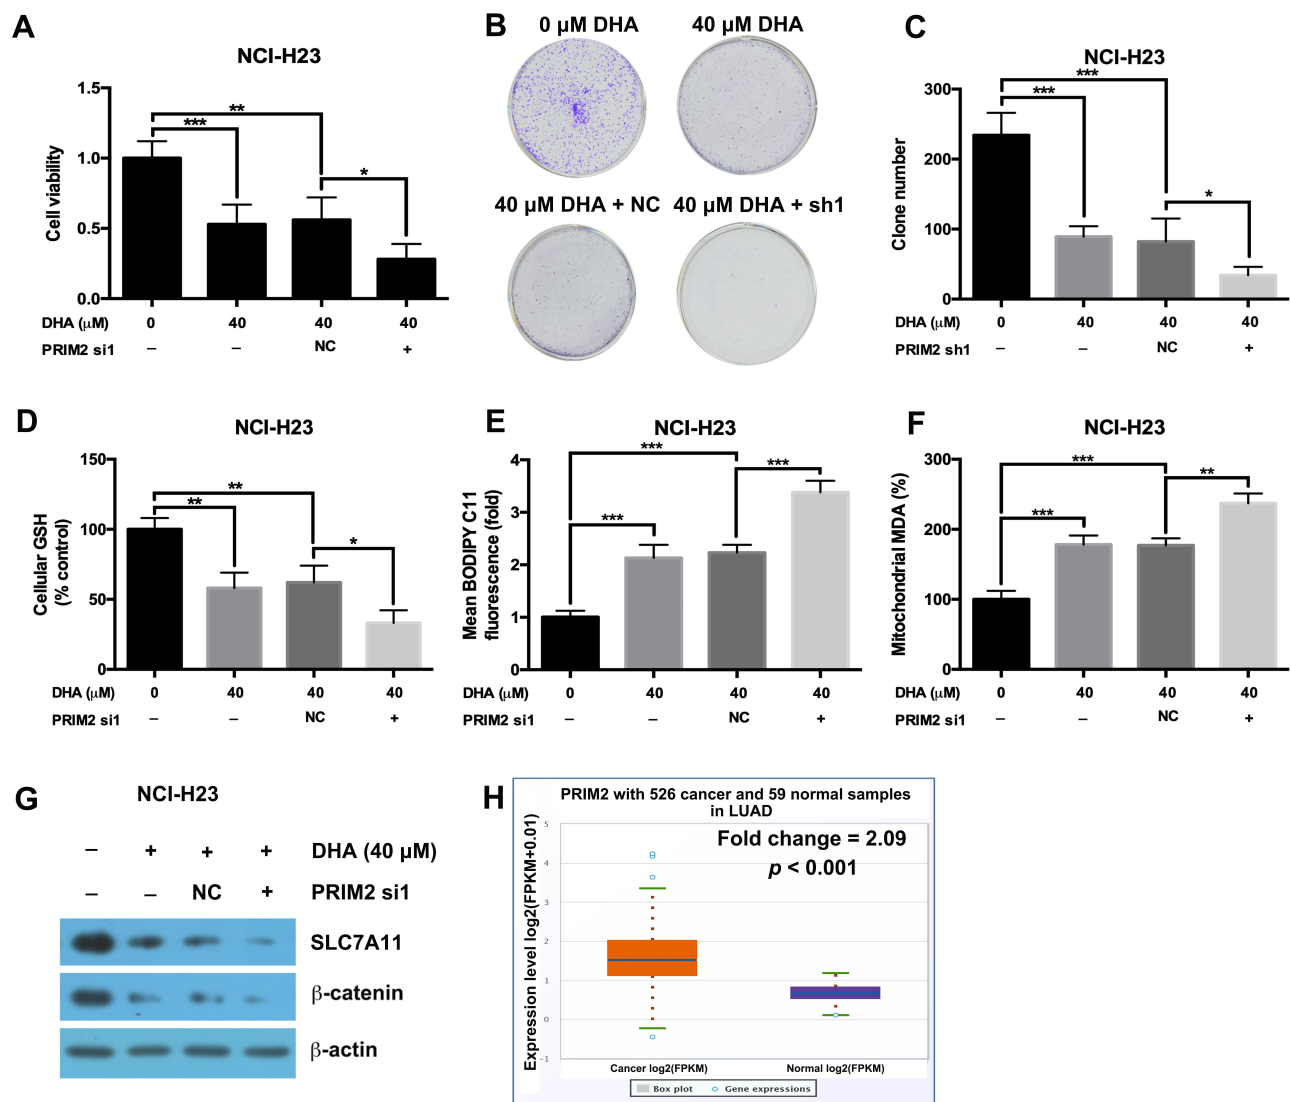 A
NCI-H23
Cell viability
1.5
1.0
0.5
0.0
***
**
*
DHA (μM) 0 40 40 40
PRIM2 si1 – – NC +
B
0 μM DHA 40 μM DHA
40 μM DHA + NC 40 μM DHA + sh1
C
NCI-H23
Clone number
300
200
100
0
***
***
*
DHA (μM) 0 40 40 40
PRIM2 sh1 – – NC +
D
NCI-H23
Cellular GSH
(% control)
150
100
50
0
**
**
*
DHA (μM) 0 40 40 40
PRIM2 si1 – – NC +
E
NCI-H23
Mean BODIPY C11
fluorescence (fold)
4
3
2
1
0
***
***
***
DHA (μM) 0 40 40 40
PRIM2 si1 – – NC +
F
NCI-H23
Mitochondrial MDA (%)
300
200
100
0
***
***
**
DHA (μM) 0 40 40 40
PRIM2 si1 – – NC +
G
NCI-H23
– + + + DHA (40 μM)
– – NC + PRIM2 si1
SLC7A11
β-catenin
β-actin
H
PRIM2 with 526 cancer and 59 normal samples
in LUAD
Fold change = 2.09
p < 0.001
Expression level log2(FPKM+0.01)
5
4
3
2
1
0
-1
Cancer log2(FPKM) Normal log2(FPKM)
Box plot Gene expressions